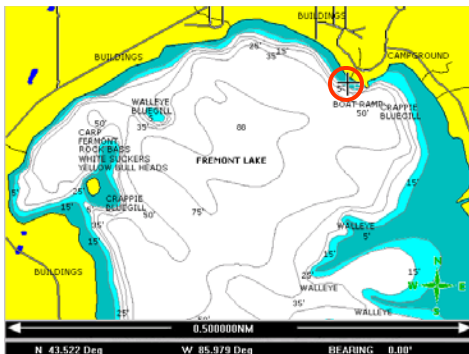 BUILDINGS
BUILDINGS
25'
35'
15'
CAMPGROUND
5'
BOAT RAMP
50'
CRAPPIE
BLUEGILL
WALLEYE
BLUEGILL
5
35'
50'
CARP
FERMONT
ROCK BASS
WHITE SUCKERS
YELLOW BULL HEADS
88
FREMONT LAKE
15'
5'
15'
25'
5
35'
15'
CRAPPIE
BLUEGILL
50'
75'
WALLEYE
5'
15'
N
W
E
S
BUILDINGS
25'
15'
WALLEYE
35'
WALLEYE
25'
50'
0.500000NM
N 43.522 Deg W 85.979 Deg BEARING 0.00°